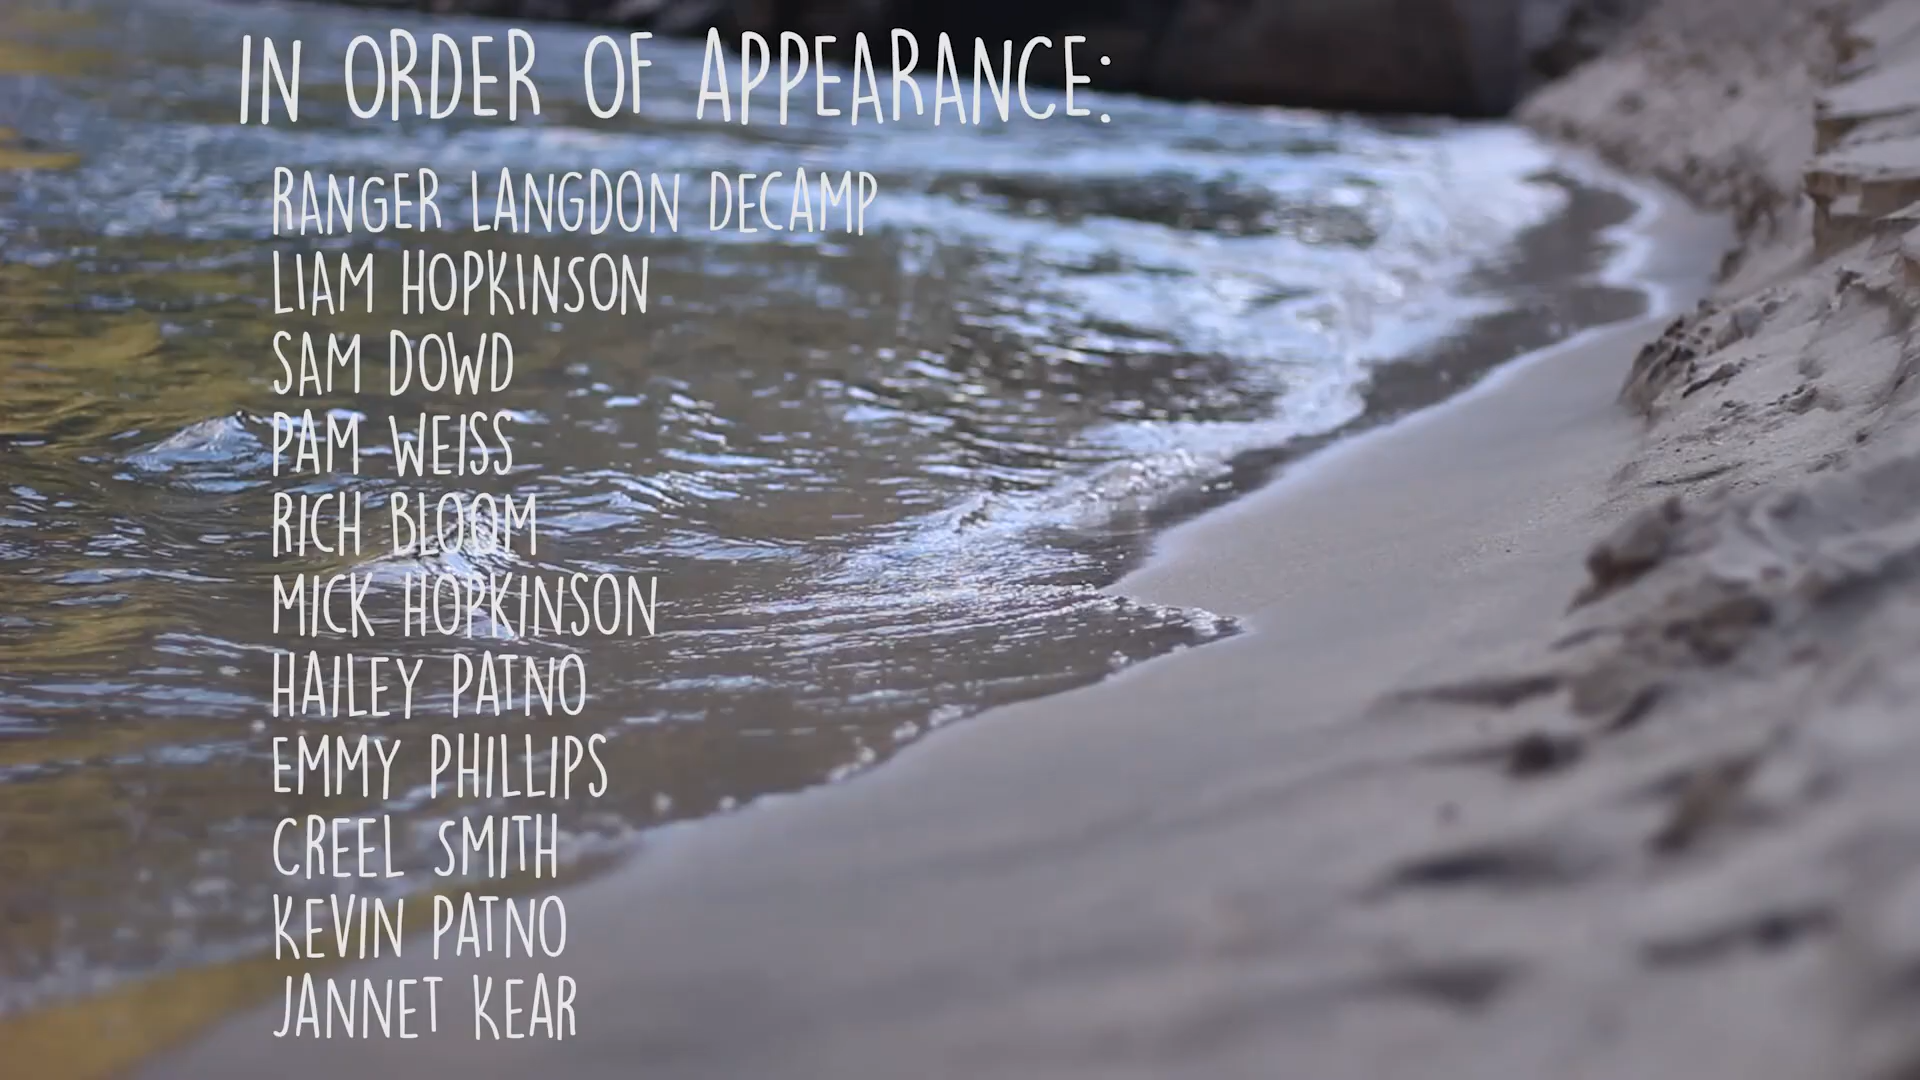 IN ORDER OF APPEARANCE:
RANGER LANGDON DECAMP
LIAM HOPKINSON
SAM DOWD
PAM WEISS
RICH BLOOM
MICK HOPKINSON
HAILEY PATNO
EMMY PHILLIPS
CREEL SMITH
KEVIN PATNO
JANNET KEAR